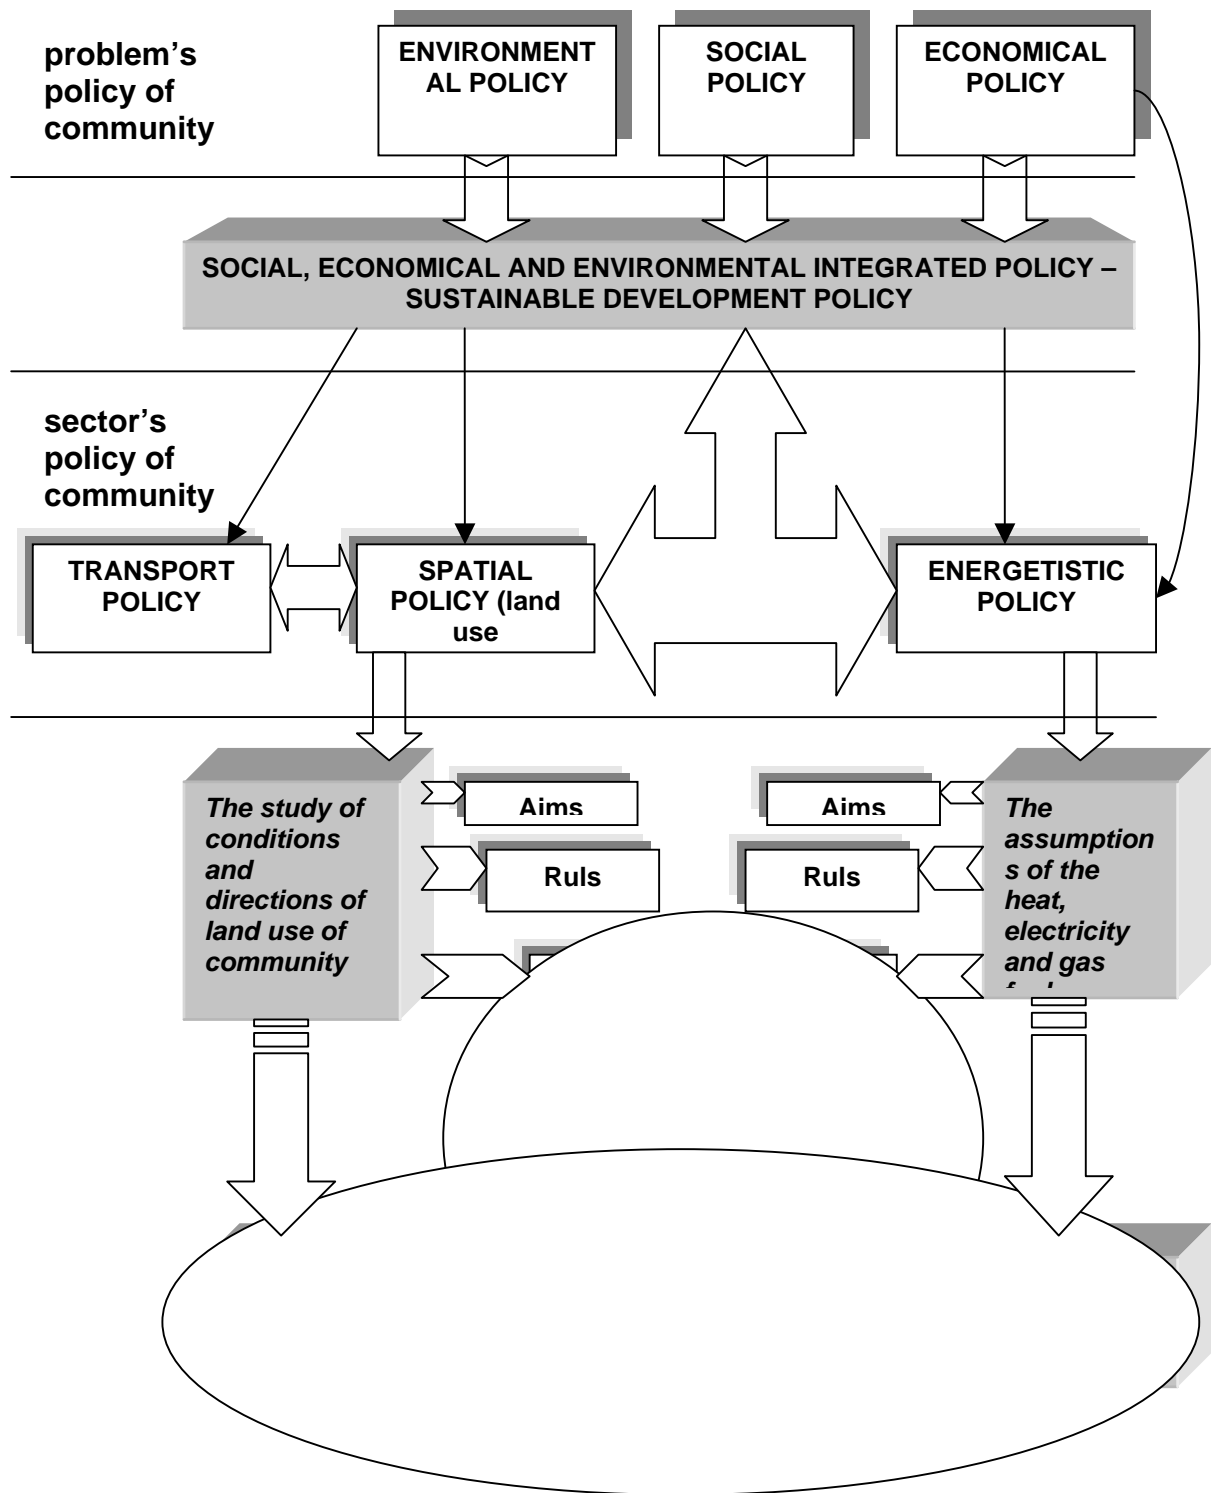 problem's
policy of
community
ENVIRONMENT
AL POLICY
SOCIAL
POLICY
ECONOMICAL
POLICY
SOCIAL, ECONOMICAL AND ENVIRONMENTAL INTEGRATED POLICY –
SUSTAINABLE DEVELOPMENT POLICY
sector's
policy of
community
TRANSPORT
POLICY
SPATIAL
POLICY (land
use
ENERGETISTIC
POLICY
The study of
conditions
and
directions of
land use of
community
Aims
Ruls
Aims
Ruls
The
assumption
s of the
heat,
electricity
and gas